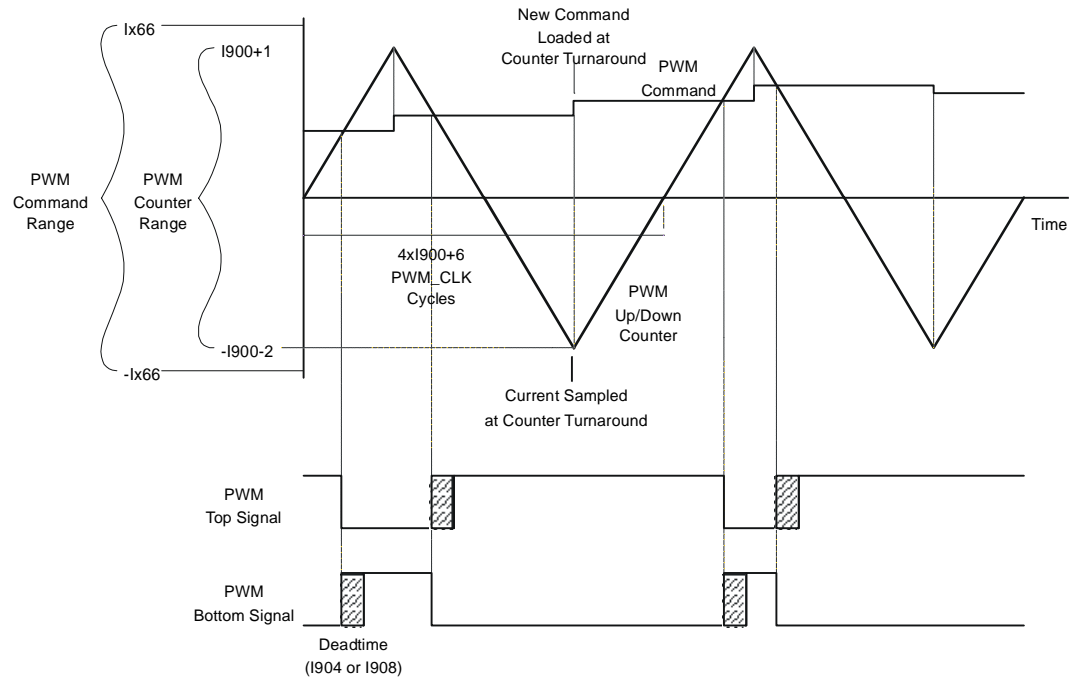 New Command
Loaded at
Counter Turnaround
Ix66
I900+1
PWM
Command
PWM
Command
Range
PWM
Counter
Range
Time
4xI900+6
PWM_CLK
Cycles
PWM
Up/Down
Counter
-I900-2
-Ix66
Current Sampled
at Counter Turnaround
PWM
Top Signal
PWM
Bottom Signal
Deadtime
(I904 or I908)